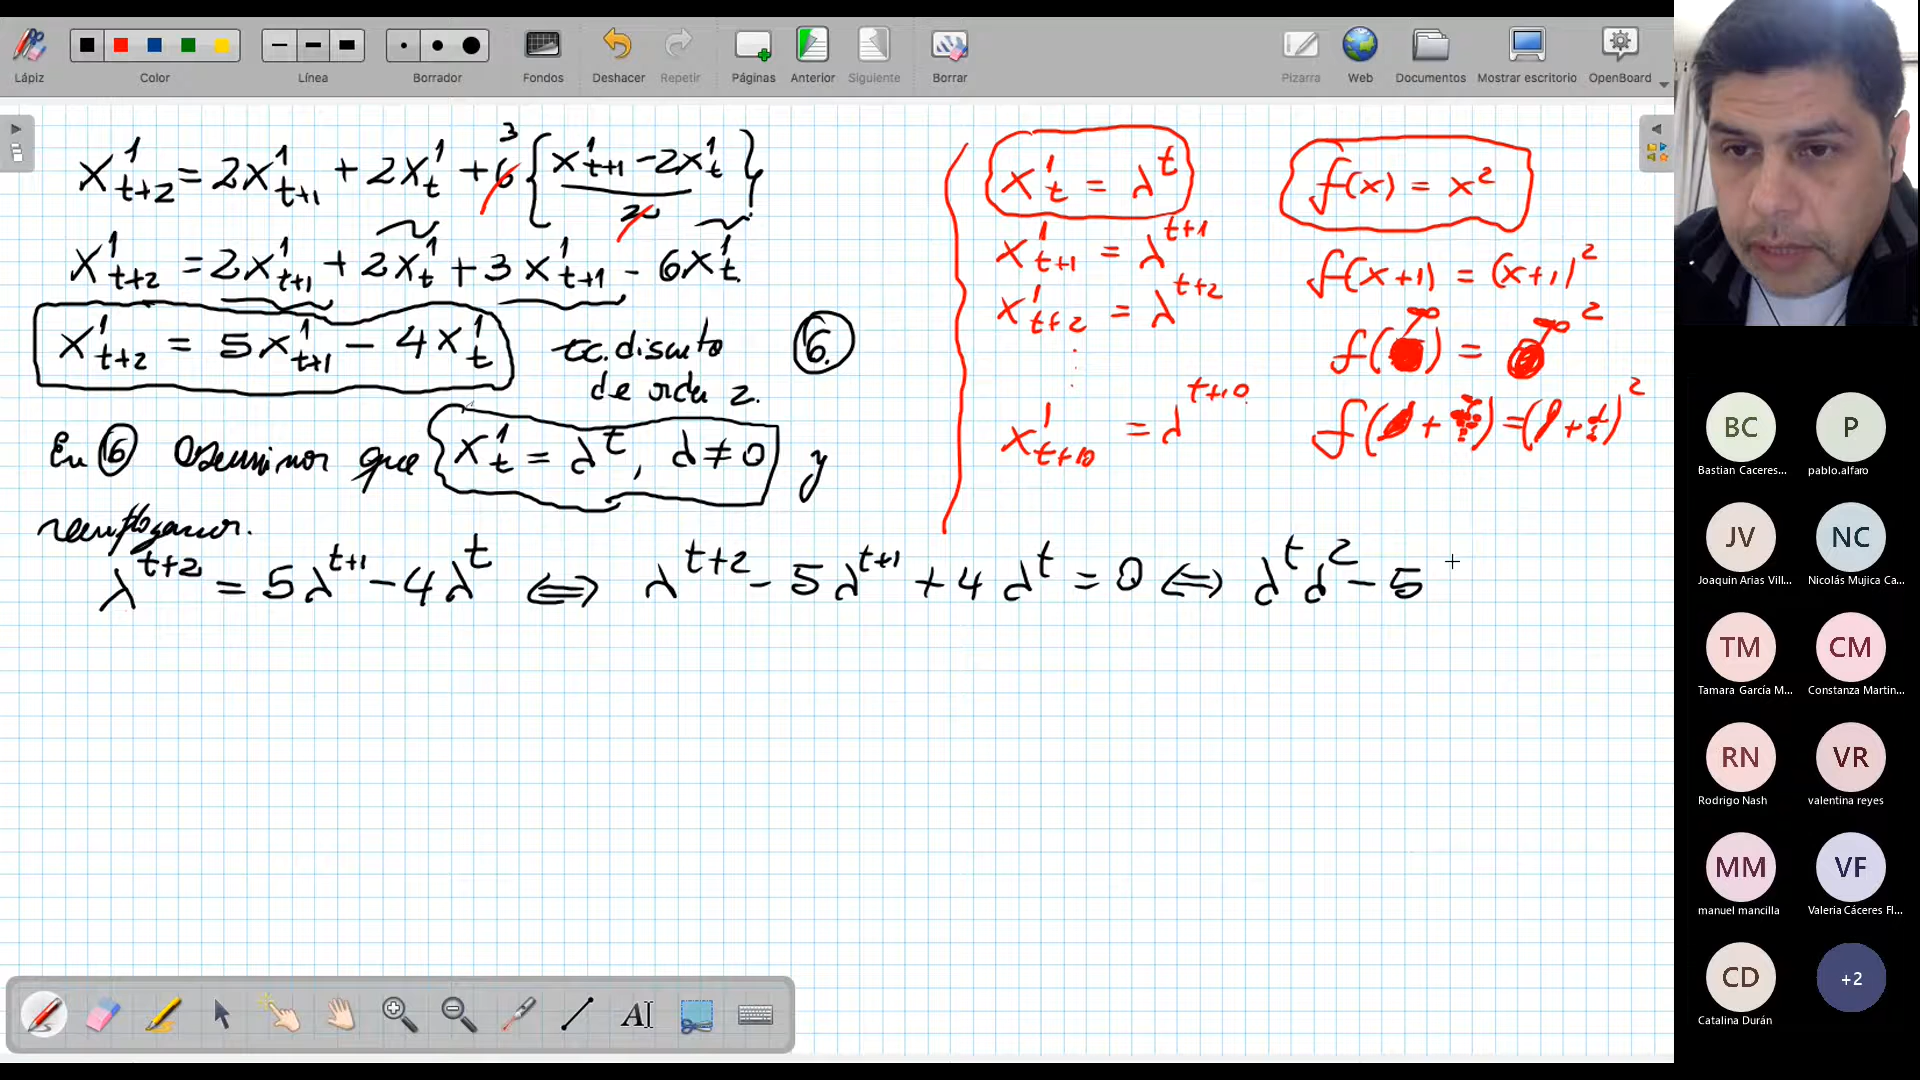 Lápiz
Color
Línea
Borrador
Fondos
Deshacer
Repetir
Páginas
Anterior
Siguiente
Borrar
Pizarra
Web
Documentos
Mostrar escritorio
OpenBoard
x¹ₜ₊₂ = 2x¹ₜ₊₁ + 2x¹ₜ + 6 3 { (x¹ₜ₊₁ - 2x¹ₜ) / 2 }
x¹ₜ₊₂ = 2x¹ₜ₊₁ + 2x¹ₜ + 3x¹ₜ₊₁ - 6x¹ₜ
x¹ₜ₊₂ = 5x¹ₜ₊₁ - 4x¹ₜ ec. discreta 6.
de orden 2.
En 6 asumimos que x¹ₜ = λᵗ, λ ≠ 0 y
reemplazamos.
λᵗ⁺² = 5λᵗ⁺¹ - 4λᵗ ⟺ λᵗ⁺² - 5λᵗ⁺¹ + 4λᵗ = 0 ⟺ λᵗλ² - 5
x¹ₜ = λᵗ
x¹ₜ₊₁ = λᵗ⁺¹
x¹ₜ₊₂ = λᵗ⁺²
x¹ₜ₊₁₀ = λᵗ⁺¹⁰
f(x) = x²
f(x+1) = (x+1)²
f( ) = ²
f( + ) = ( + )²
BC
Bastian Caceres...
P
pablo.alfaro
JV
Joaquin Arias Vill...
NC
Nicolás Mujica Ca...
TM
Tamara García M...
CM
Constanza Martin...
RN
Rodrigo Nash
VR
valentina reyes
MM
manuel mancilla
VF
Valeria Cáceres Fl...
CD
Catalina Durán
+2